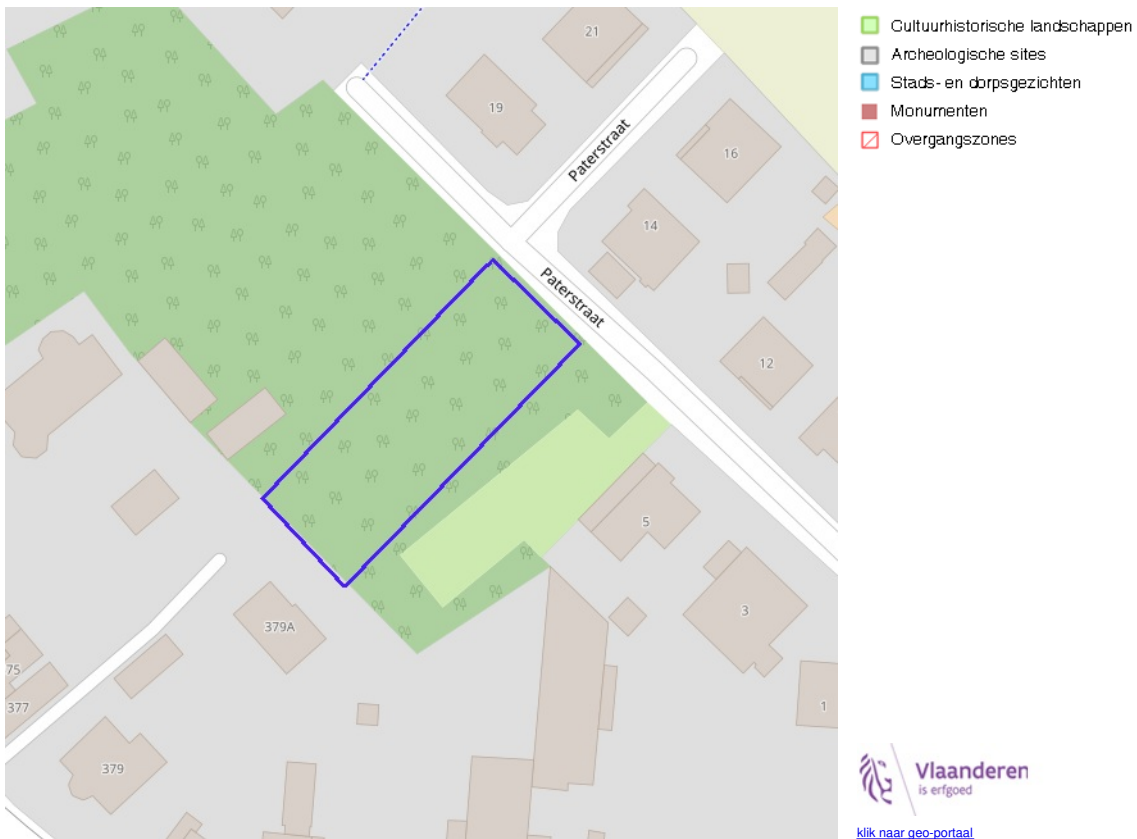 21
19
Paterstraat
16
14
Paterstraat
12
5
3
379A
75
377
1
379
Cultuurhistorische landschappen
Archeologische sites
Stads- en dorpsgezichten
Monumenten
Overgangszones
Vlaanderen
is erfgoed
klik naar geo-portaal